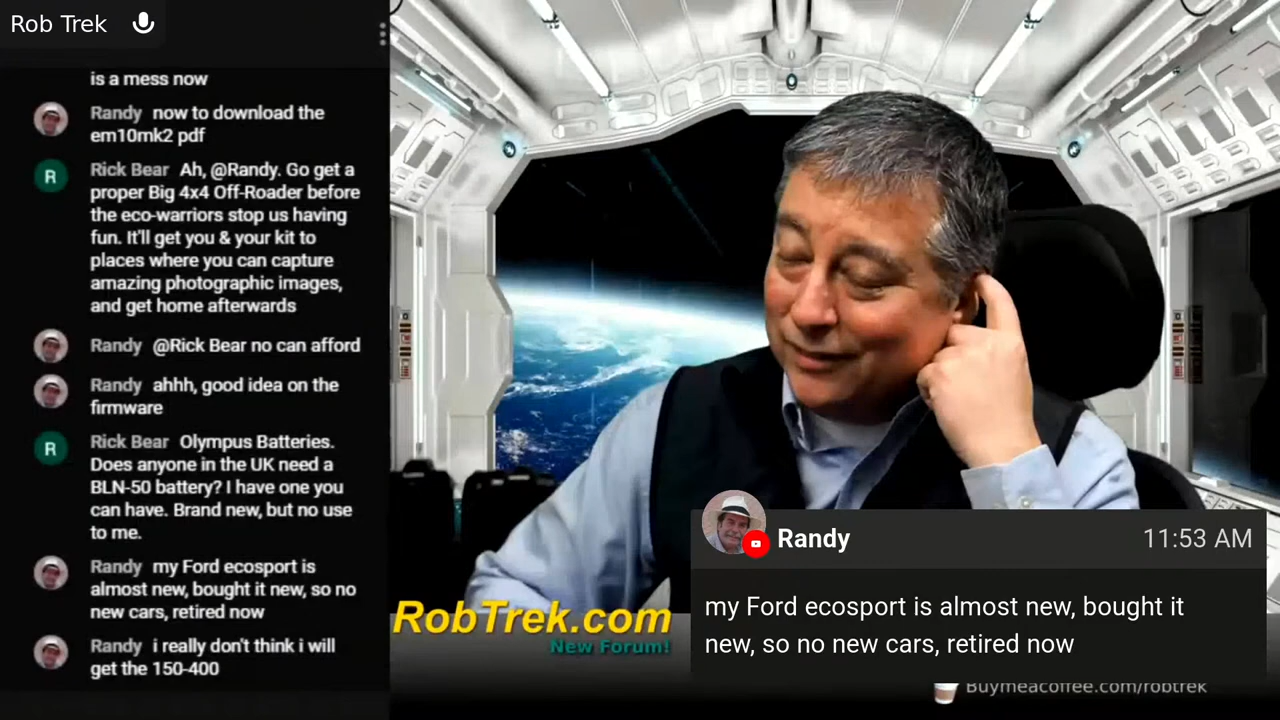 Rob Trek
is a mess now
Randy now to download the
em10mk2 pdf
R
Rick Bear Ah, @Randy. Go get a
proper Big 4x4 Off-Roader before
the eco-warriors stop us having
fun. It'll get you & your kit to
places where you can capture
amazing photographic images,
and get home afterwards
Randy @Rick Bear no can afford
Randy ahhh, good idea on the
firmware
R
Rick Bear Olympus Batteries.
Does anyone in the UK need a
BLN-50 battery? I have one you
can have. Brand new, but no use
to me.
Randy my Ford ecosport is
almost new, bought it new, so no
new cars, retired now
Randy i really don't think i will
get the 150-400
RobTrek.com
New Forum!
Randy 11:53 AM
my Ford ecosport is almost new, bought it
new, so no new cars, retired now
Buymeacoffee.com/robtrek